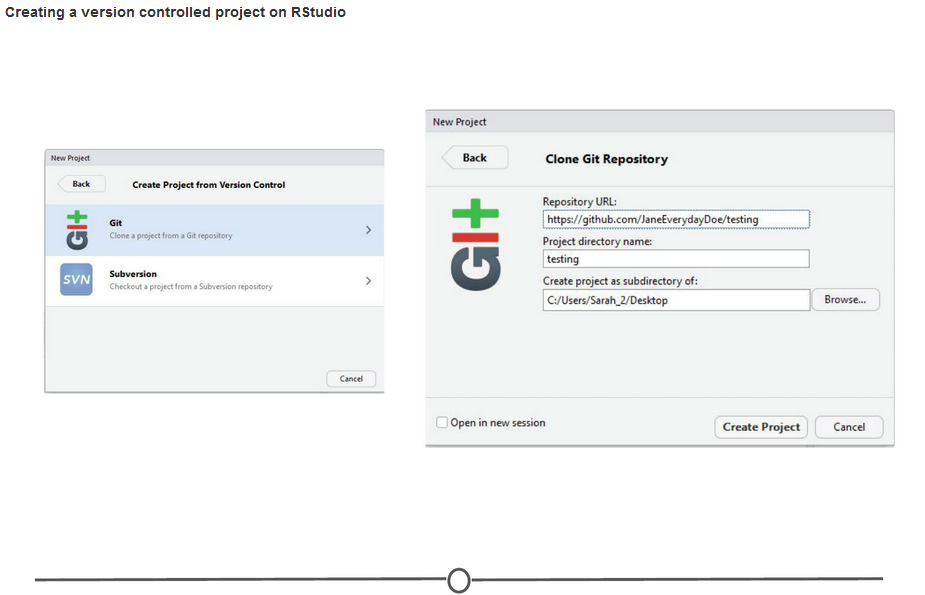 Creating a version controlled project on RStudio
New Project
Back
Create Project from Version Control
git
Git
Clone a project from a Git repository
SVN
Subversion
Checkout a project from a Subversion repository
Cancel
New Project
Back
Clone Git Repository
git
Repository URL:
https://github.com/JaneEverydayDoe/testing
Project directory name:
testing
Create project as subdirectory of:
C:/Users/Sarah_2/Desktop
Browse...
Open in new session
Create Project
Cancel